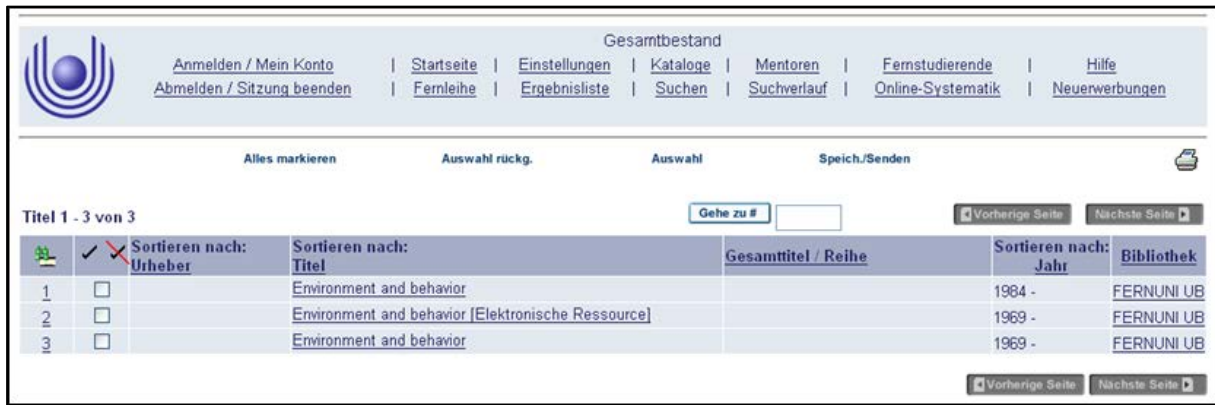 Gesamtbestand
Anmelden / Mein Konto | Startseite | Einstellungen | Kataloge | Mentoren | Fernstudierende | Hilfe
Abmelden / Sitzung beenden | Fernleihe | Ergebnisliste | Suchen | Suchverlauf | Online-Systematik | Neuerwerbungen
Alles markieren Auswahl rückg. Auswahl Speich./Senden
Titel 1 - 3 von 3 Gehe zu # Vorherige Seite Nächste Seite
Sortieren nach: Sortieren nach: Sortieren nach:
Urheber Titel Gesamttitel / Reihe Jahr Bibliothek
1 Environment and behavior 1984 - FERNUNI UB
2 Environment and behavior [Elektronische Ressource] 1969 - FERNUNI UB
3 Environment and behavior 1969 - FERNUNI UB
Vorherige Seite Nächste Seite